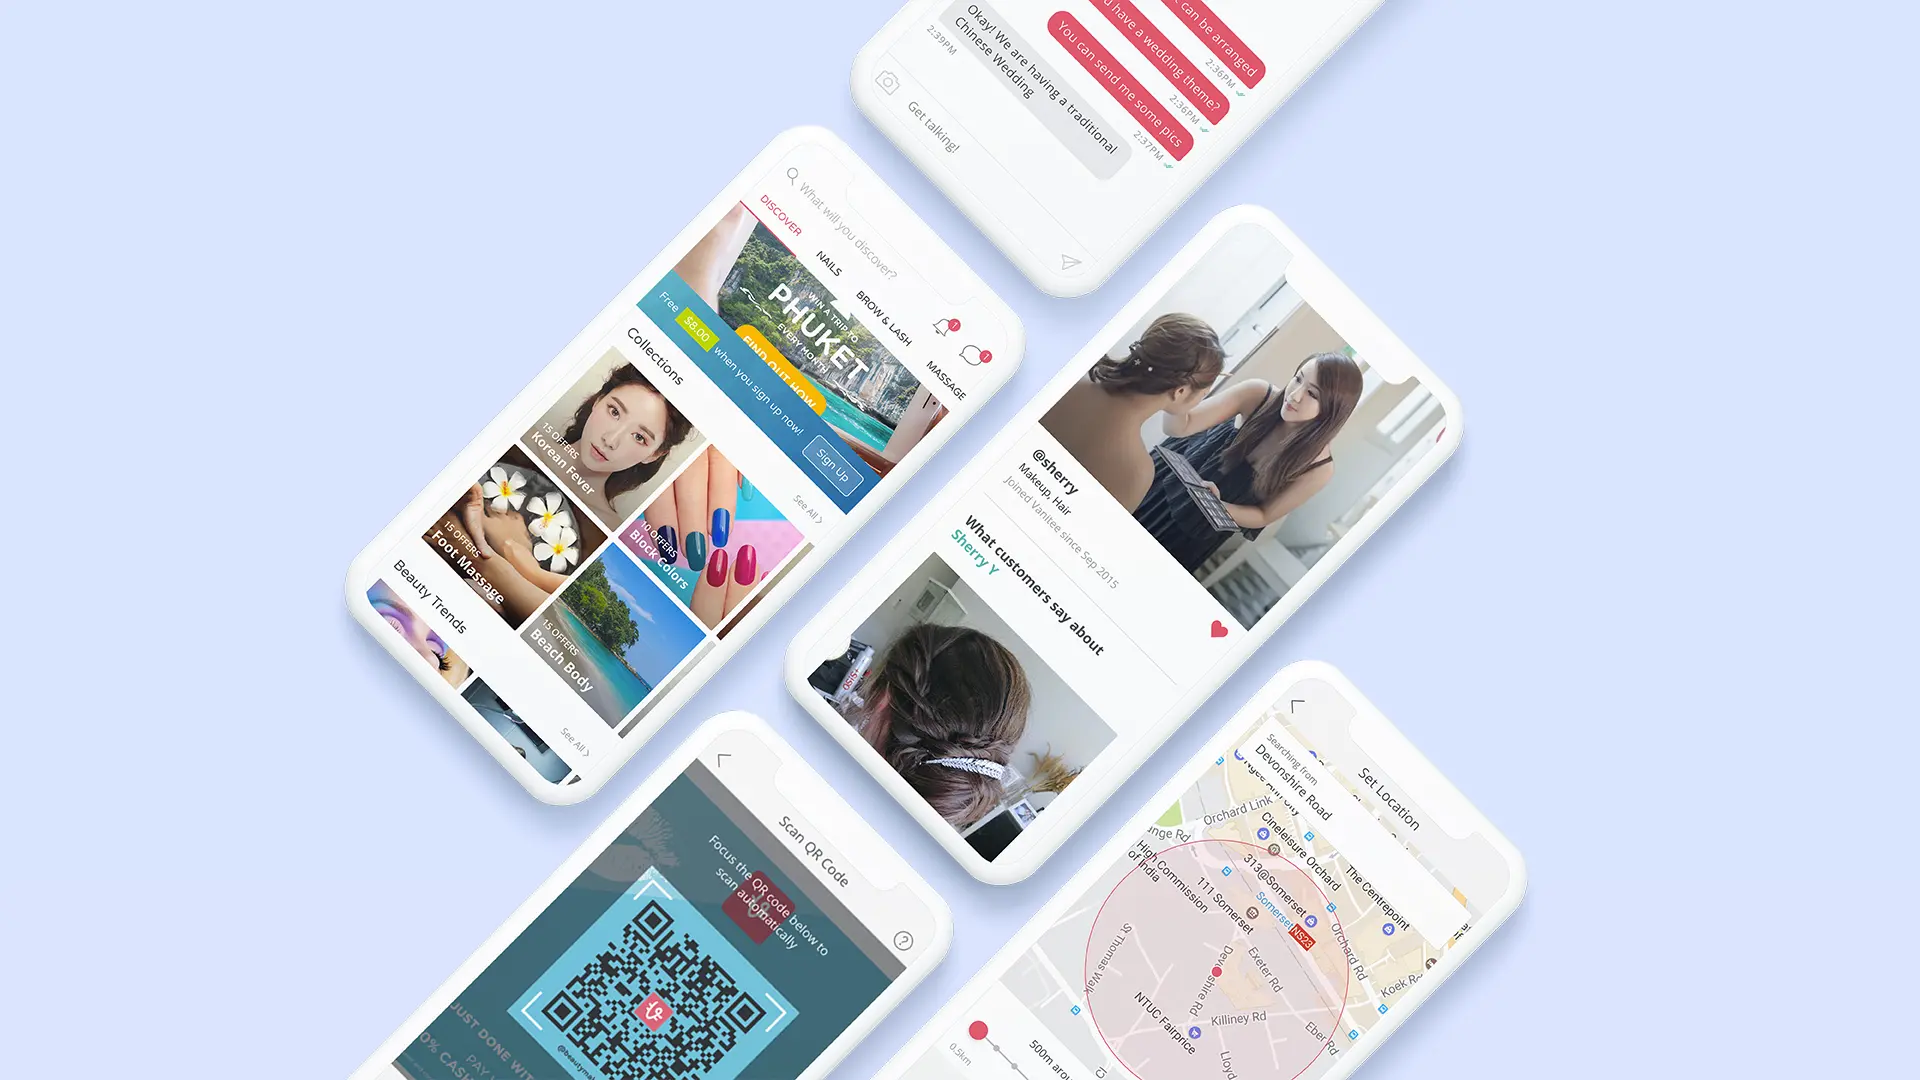 t can be arranged
2:36PM
have a wedding theme?
2:36PM
You can send me some pics
2:37PM
Okay! We are having a traditional
Chinese Wedding
2:39PM
Get talking!
What will you discover?
DISCOVER
NAILS
BROW & LASH
MASSAGE
1
1
WIN A TRIP TO
PHUKET
EVERY MONTH
FIND OUT HOW
Free $8.00 when you sign up now!
Sign Up
Collections
See All >
15 OFFERS
Korean Fever
10 OFFERS
Block Colors
15 OFFERS
Foot Massage
15 OFFERS
Beach Body
Beauty Trends
See All >
@sherry
Makeup, Hair
Joined Vanitee since Sep 2015
What customers say about
Sherry Y
OSIS+
Scan QR Code
Focus the QR code below to
scan automatically
JUST DONE WIT
PAY
0% CASH
@beautymal
Set Location
Searching from
Devonshire Road
Orchard Link
Cineleisure Orchard
nge Rd
High Commission
of India
313@Somerset
The Centrepoint
111 Somerset
Somerset
NS23
Orchard Rd
St Thomas Walk
Devonshire Rd
Exeter Rd
Koek R
NTUC Fairprice
Killiney Rd
Eber Rd
Lloyd
0.5km
500m arou